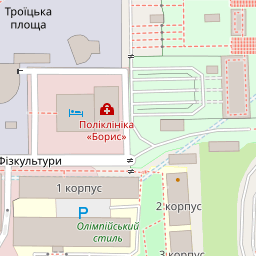 Троїцька
площа
Поліклініка
«Борис»
Фізкультури
1 корпус
P
Олімпійський
стиль
2 корпус
3 корпус